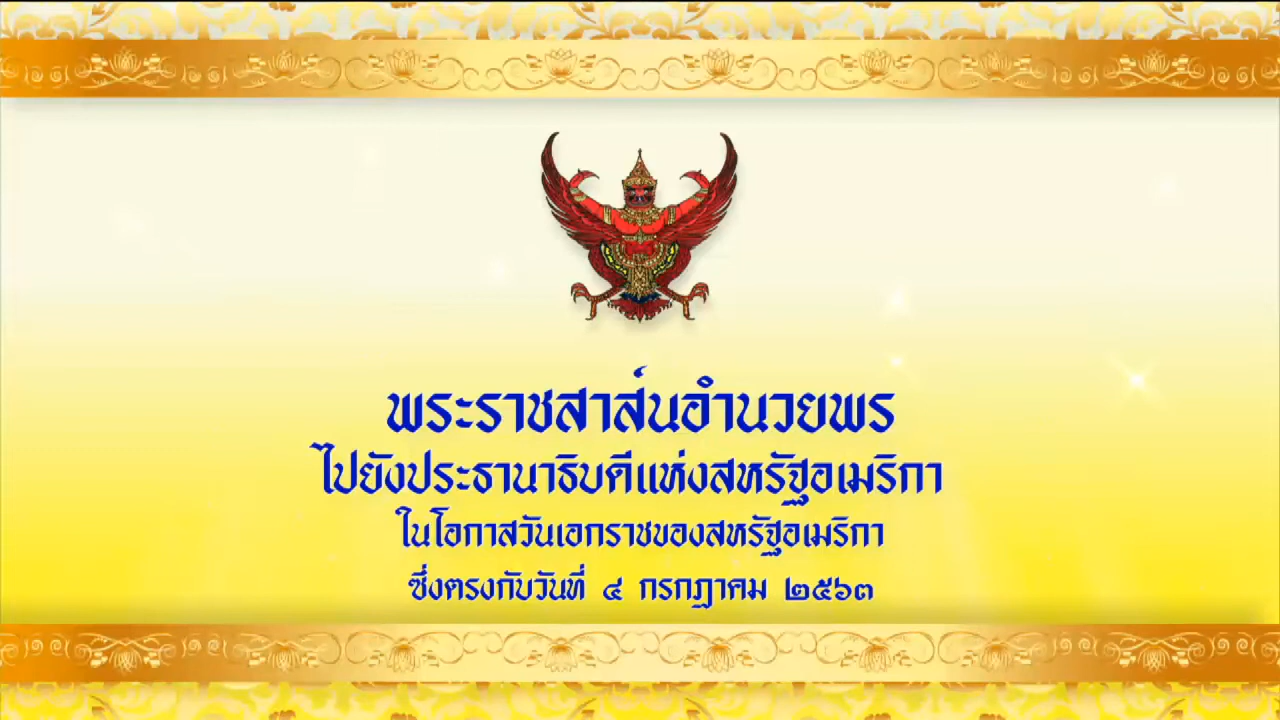 พระราชสาส์นอำนวยพร
ไปยังประธานาธิบดีแห่งสหรัฐอเมริกา
ในโอกาสวันเอกราชของสหรัฐอเมริกา
ซึ่งตรงกับวันที่ ๔ กรกฎาคม ๒๕๖๓